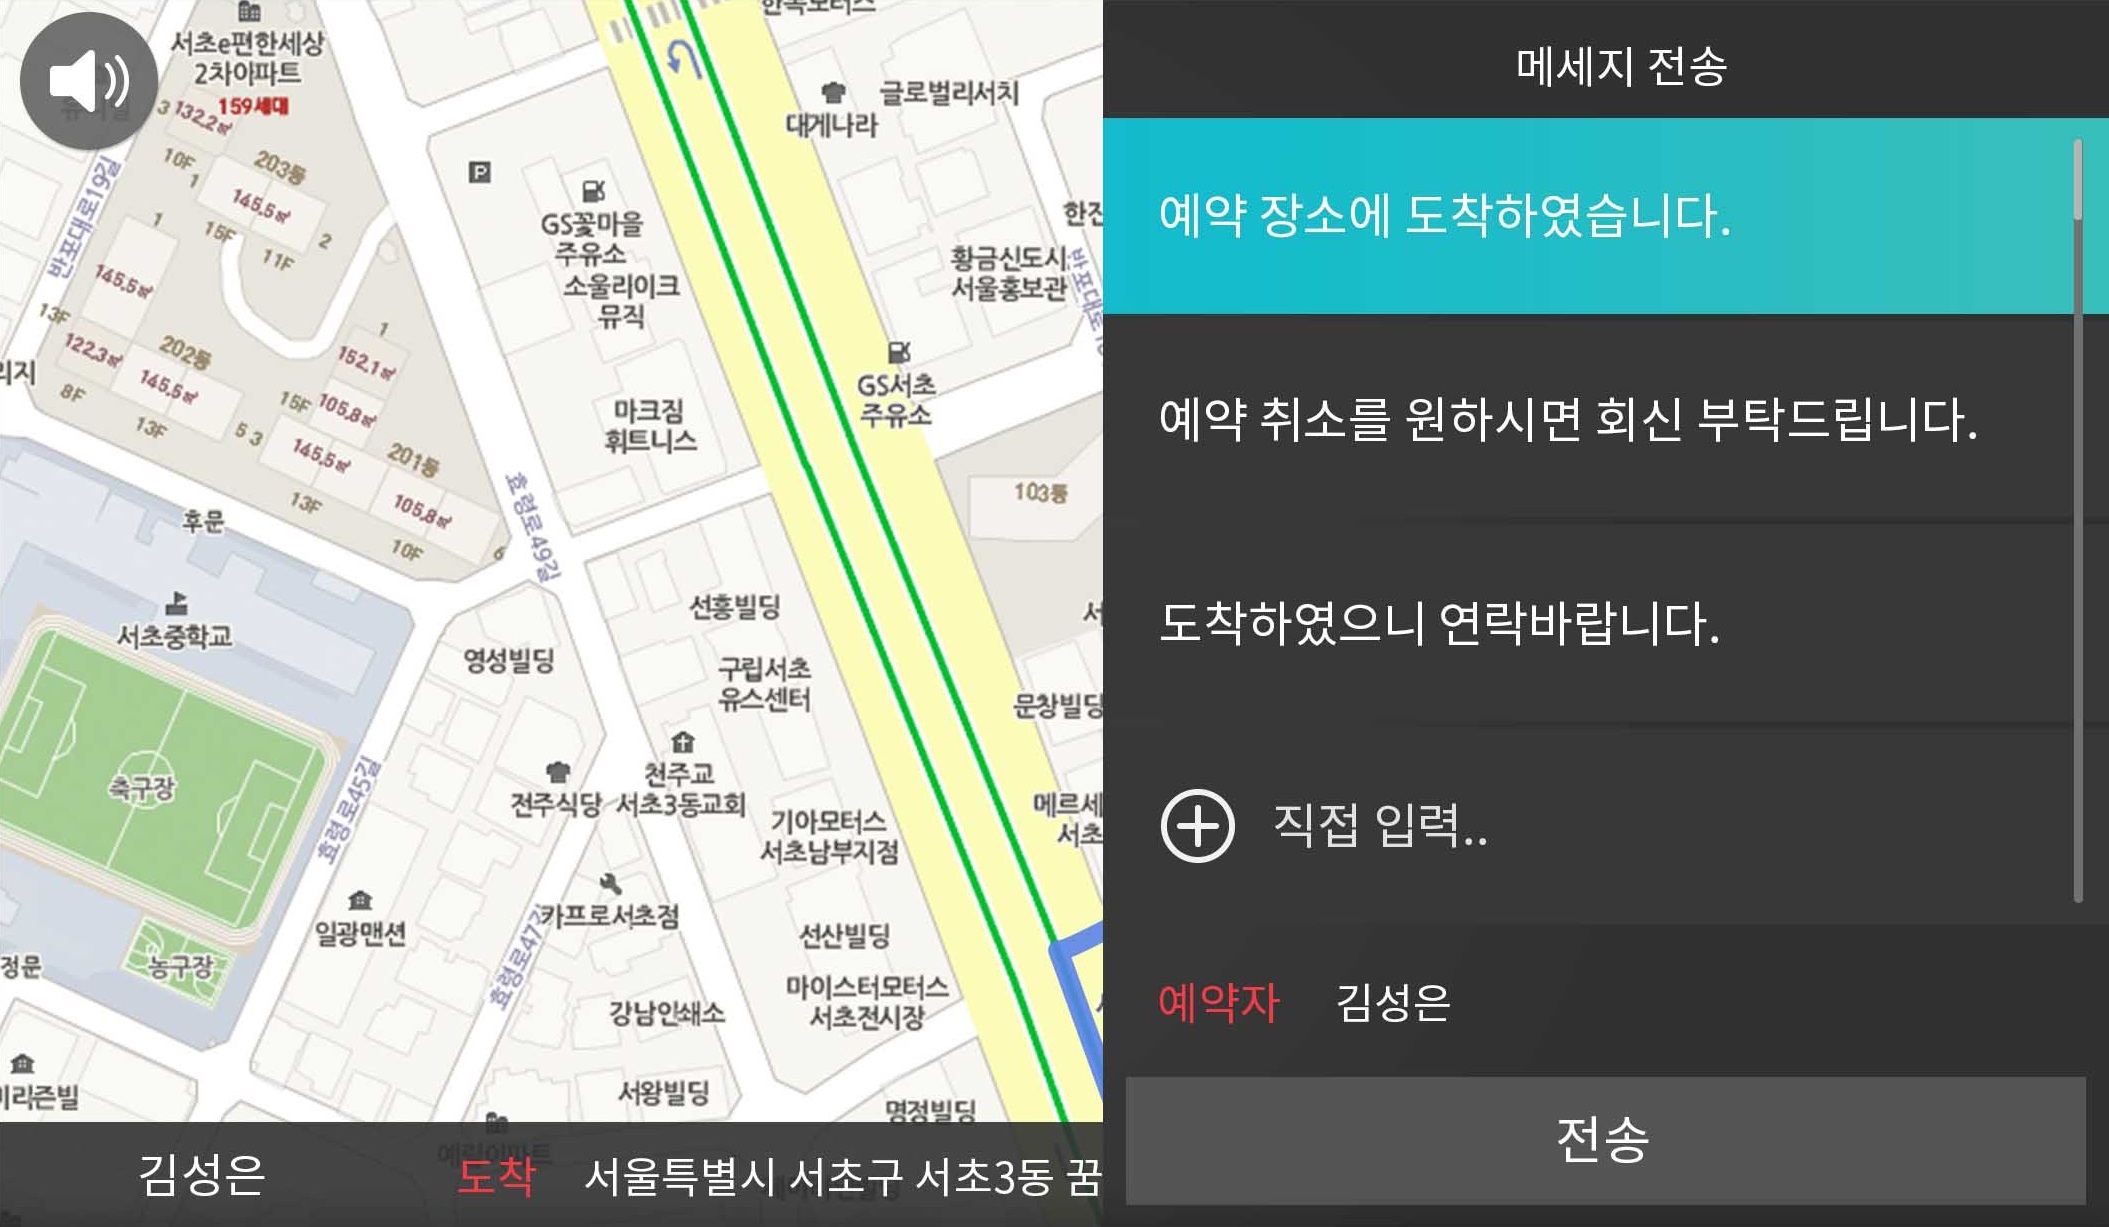 한독모터스
서초e편한세상
2차아파트
159세대
3
132.2㎡
10F
203동
1
145.5㎡
글로벌리서치
대게나라
P
반포대로19길
1
15F
2
11F
GS꽃마을
주유소
소울라이크
뮤직
황금신도시
서울홍보관
145.5㎡
13F
202동
122.3㎡
145.5㎡
8F
13F
1
152.1㎡
15F
105.8㎡
5 3
145.5㎡
201동
105.8㎡
13F
10F
6
GS서초
주유소
마크짐
휘트니스
103동
효령로49길
후문
서초중학교
선흥빌딩
영성빌딩
구립서초
유스센터
문창빌딩
축구장
효령로45길
천주교
서초3동교회
전주식당
기아모터스
서초남부지점
카프로서초점
일광맨션
선산빌딩
농구장
정문
효령로47길
마이스터모터스
서초전시장
강남인쇄소
서왕빌딩
명정빌딩
김성은
도착
서울특별시 서초구 서초3동 꿈
메세지 전송
예약 장소에 도착하였습니다.
예약 취소를 원하시면 회신 부탁드립니다.
도착하였으니 연락바랍니다.
직접 입력..
예약자 김성은
전송